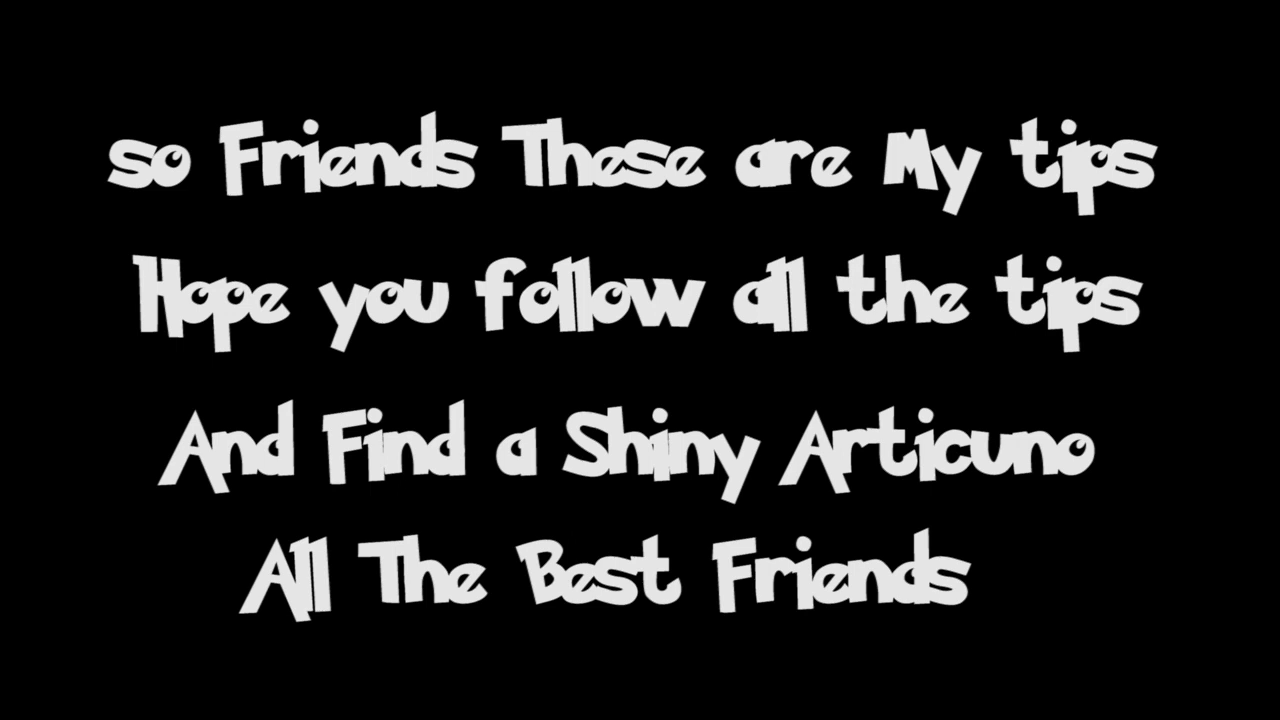 so Friends These are My tips
Hope you follow all the tips
And Find a Shiny Articuno
All The Best Friends